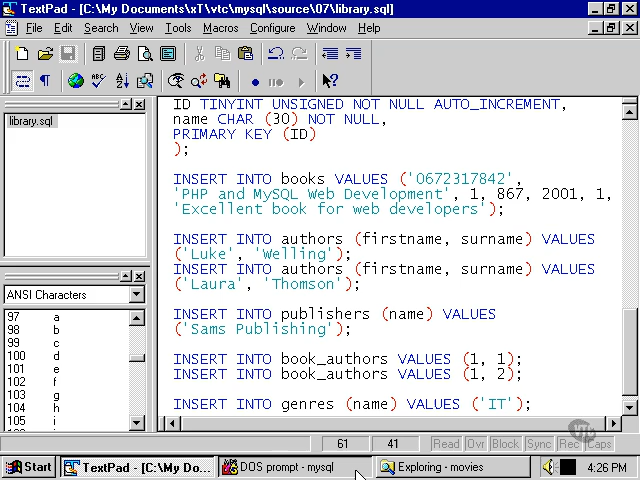 TextPad - [C:\My Documents\xT\vtc\mysql\source\07\library.sql]
File Edit Search View Tools Macros Configure Window Help
library.sql
ID TINYINT UNSIGNED NOT NULL AUTO_INCREMENT,
name CHAR (30) NOT NULL,
PRIMARY KEY (ID)
);
INSERT INTO books VALUES ('0672317842',
'PHP and MySQL Web Development', 1, 867, 2001, 1,
'Excellent book for web developers');
INSERT INTO authors (firstname, surname) VALUES
('Luke', 'Welling');
INSERT INTO authors (firstname, surname) VALUES
('Laura', 'Thomson');
INSERT INTO publishers (name) VALUES
('Sams Publishing');
INSERT INTO book_authors VALUES (1, 1);
INSERT INTO book_authors VALUES (1, 2);
INSERT INTO genres (name) VALUES ('IT');
ANSI Characters
97 a
98 b
99 c
100 d
101 e
102 f
103 g
104 h
105 i
61 41 Read Ovr Block Sync Rec Caps
Start TextPad - [C:\My Do... DOS prompt - mysql Exploring - movies 4:26 PM